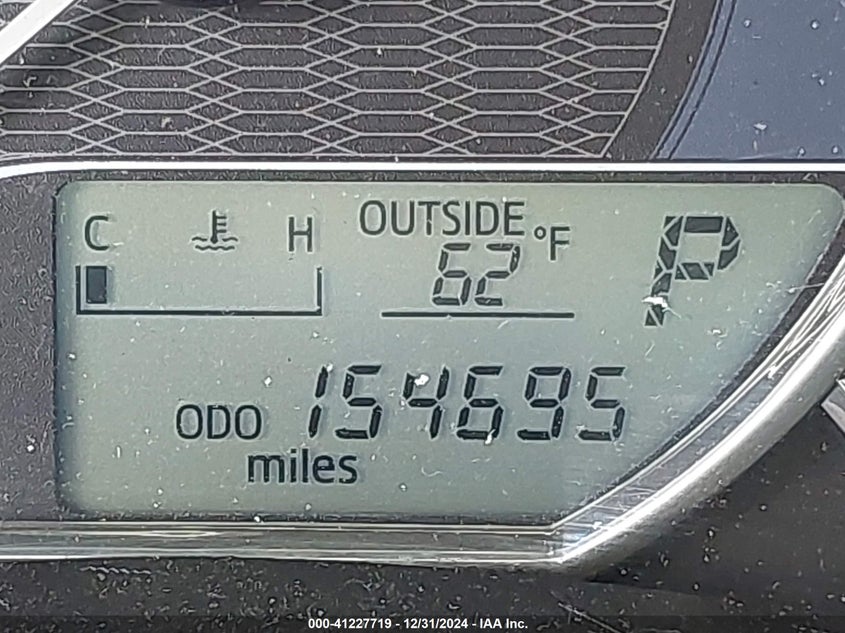 C H OUTSIDE °F P
62
ODO 154695
miles
000-41227719 - 12/31/2024 - IAA Inc.